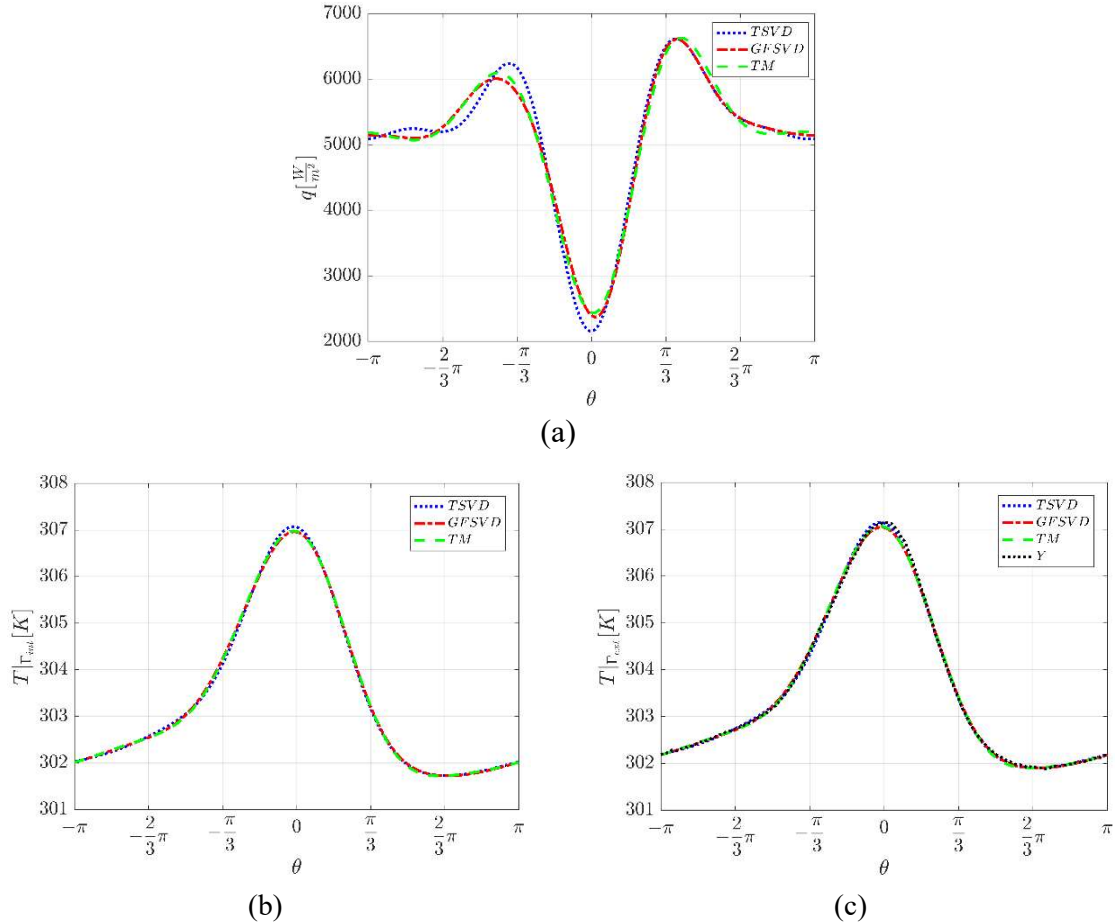 7000
6000
5000
4000
3000
2000
q[W/m²]
TSVD
GFSVD
TM
−π
−2/3π
−π/3
0
π/3
2/3π
π
θ
(a)
308
307
306
305
304
303
302
301
T|Γint[K]
TSVD
GFSVD
TM
−π
−2/3π
−π/3
0
π/3
2/3π
π
θ
(b)
308
307
306
305
304
303
302
301
T|Γext[K]
TSVD
GFSVD
TM
Y
−π
−2/3π
−π/3
0
π/3
2/3π
π
θ
(c)